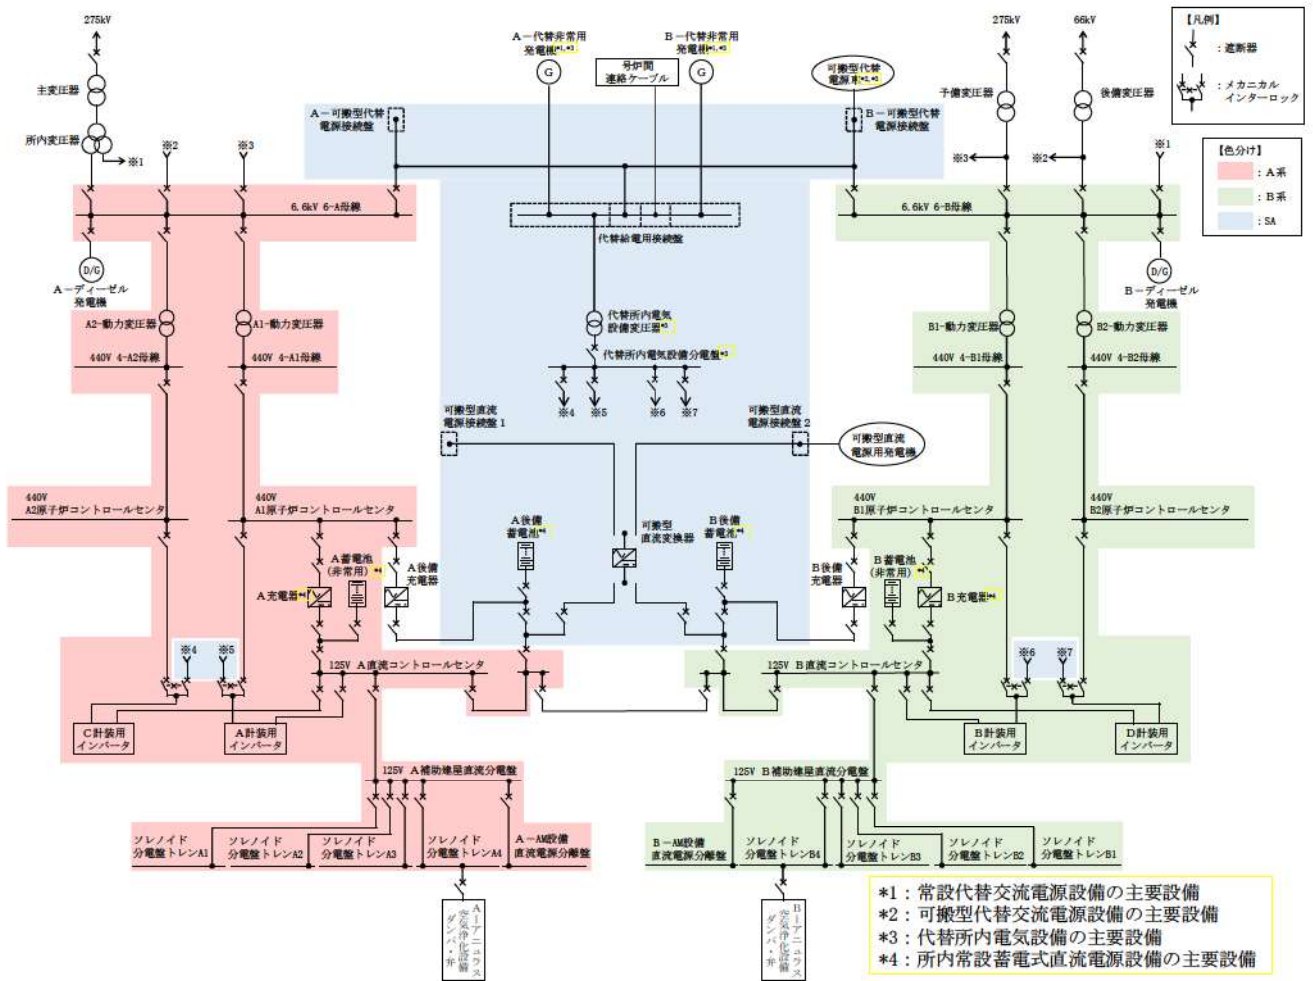 275kV
主変圧器
所内変圧器
※1
※2
※3
A－代替非常用
発電機*1,*3
号炉間
連絡ケーブル
B－代替非常用
発電機*1,*3
可搬型代替
電源車*2,*3
A－可搬型代替
電源接続盤
B－可搬型代替
電源接続盤
275kV
66kV
予備変圧器
後備変圧器
※3
※2
※1
【凡例】
：遮断器
：メカニカル
インターロック
【色分け】
：A系
：B系
：SA
6.6kV 6-A母線
代替給電用接続盤
6.6kV 6-B母線
D/G
A－ディーゼル
発電機
G
G
D/G
B－ディーゼル
発電機
A2-動力変圧器
A1-動力変圧器
代替所内電気
設備変圧器*3
B1-動力変圧器
B2-動力変圧器
440V 4-A2母線
440V 4-A1母線
代替所内電気設備分電盤*3
440V 4-B1母線
440V 4-B2母線
※4
※5
※6
※7
可搬型直流
電源接続盤1
可搬型直流
電源接続盤2
可搬型直流
電源用発電機
440V
A2原子炉コントロールセンタ
440V
A1原子炉コントロールセンタ
440V
B1原子炉コントロールセンタ
440V
B2原子炉コントロールセンタ
A蓄電池
(非常用)*4
A充電器*4
A後備
充電器
A後備
蓄電池*4
可搬型
直流変換器
B後備
蓄電池*4
B後備
充電器
B蓄電池
(非常用)*4
B充電器*4
※4
※5
125V A直流コントロールセンタ
125V B直流コントロールセンタ
※6
※7
C計装用
インバータ
A計装用
インバータ
B計装用
インバータ
D計装用
インバータ
125V A補助建屋直流分電盤
125V B補助建屋直流分電盤
ソレノイド
分電盤トレンA1
ソレノイド
分電盤トレンA2
ソレノイド
分電盤トレンA3
ソレノイド
分電盤トレンA4
A－AM設備
直流電源分離盤
B－AM設備
直流電源分離盤
ソレノイド
分電盤トレンB4
ソレノイド
分電盤トレンB3
ソレノイド
分電盤トレンB2
ソレノイド
分電盤トレンB1
A－アニュラス
空気浄化設備
ダンパ・弁
B－アニュラス
空気浄化設備
ダンパ・弁
*1：常設代替交流電源設備の主要設備
*2：可搬型代替交流電源設備の主要設備
*3：代替所内電気設備の主要設備
*4：所内常設蓄電式直流電源設備の主要設備